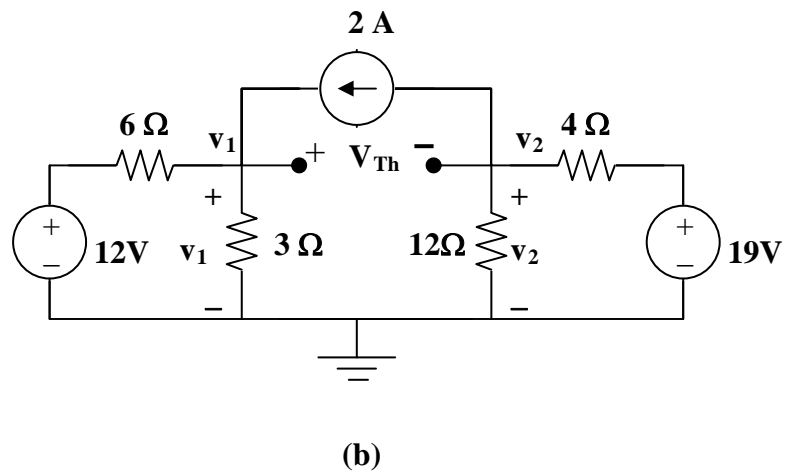 2 A
6 Ω v₁ + V_Th − v₂ 4 Ω
+ +
+ − 12V v₁ 3 Ω 12Ω v₂ + − 19V
− −
(b)